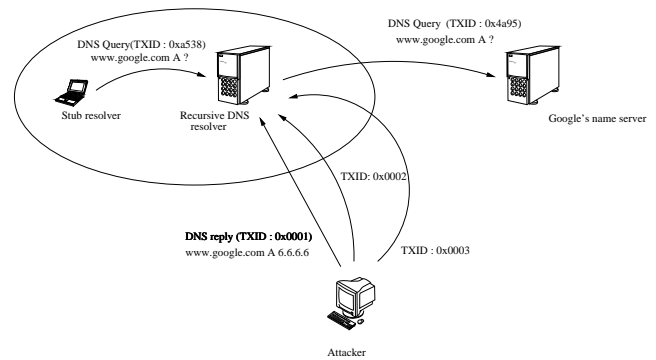 DNS Query (TXID : 0x4a95)
www.google.com A ?
DNS Query(TXID : 0xa538)
www.google.com A ?
Stub resolver
Recursive DNS
resolver
Google's name server
TXID: 0x0002
DNS reply (TXID : 0x0001)
www.google.com A 6.6.6.6
TXID : 0x0003
Attacker